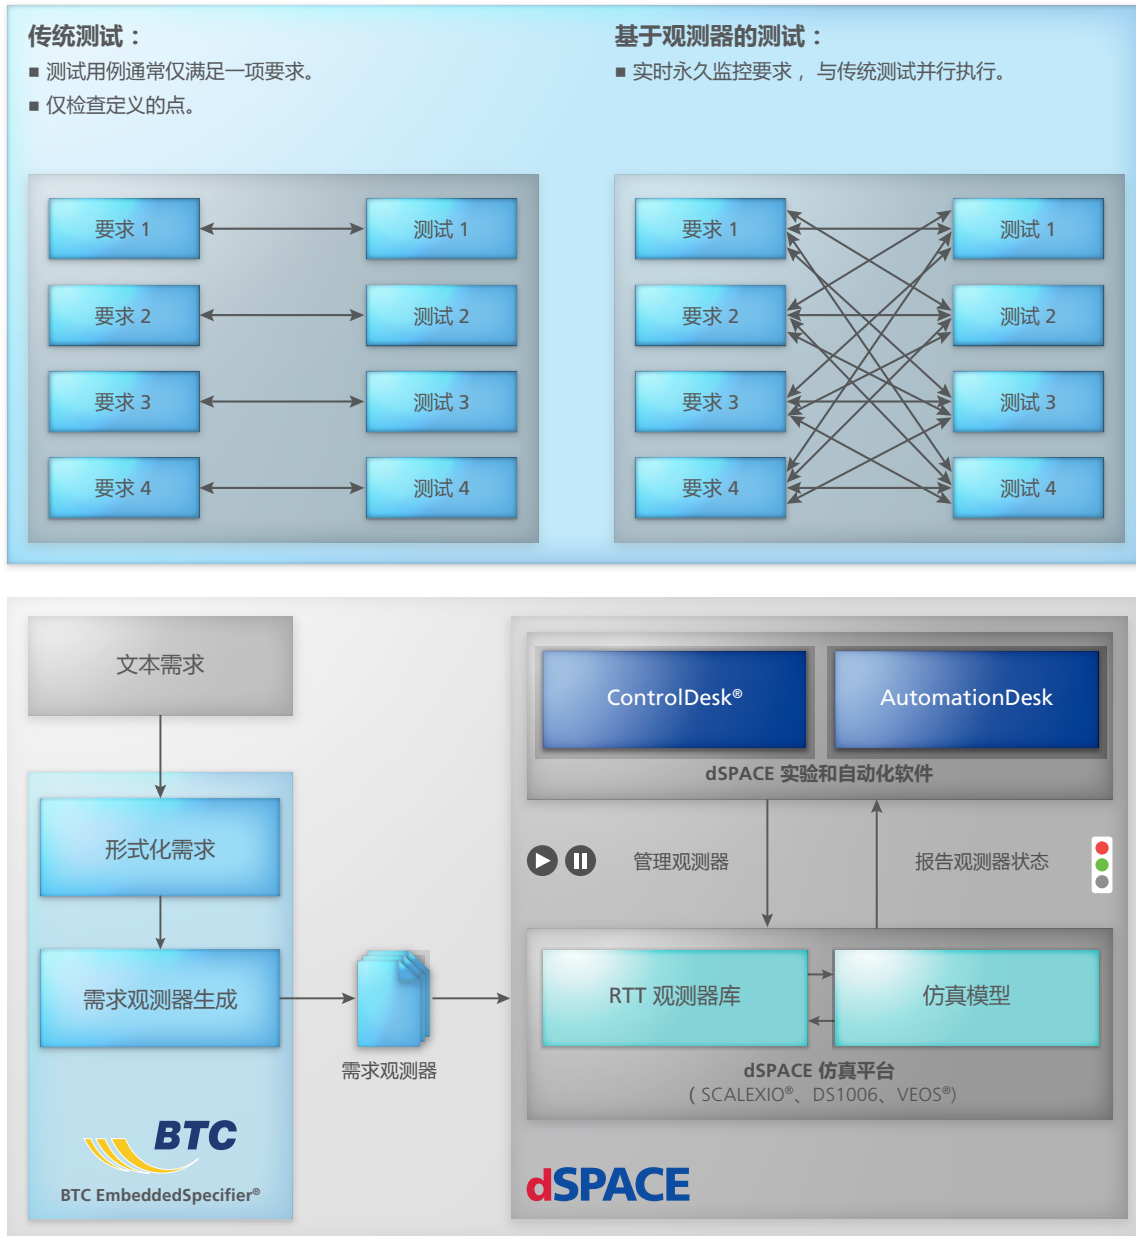 传统测试：
■ 测试用例通常仅满足一项要求。
■ 仅检查定义的点。
基于观测器的测试：
■ 实时永久监控要求，与传统测试并行执行。
要求 1
测试 1
要求 2
测试 2
要求 3
测试 3
要求 4
测试 4
要求 1
测试 1
要求 2
测试 2
要求 3
测试 3
要求 4
测试 4
文本需求
形式化需求
需求观测器生成
BTC
BTC EmbeddedSpecifier®
需求观测器
ControlDesk®
AutomationDesk
dSPACE 实验和自动化软件
管理观测器
报告观测器状态
RTT 观测器库
仿真模型
dSPACE 仿真平台
( SCALEXIO®、DS1006、VEOS®)
dSPACE